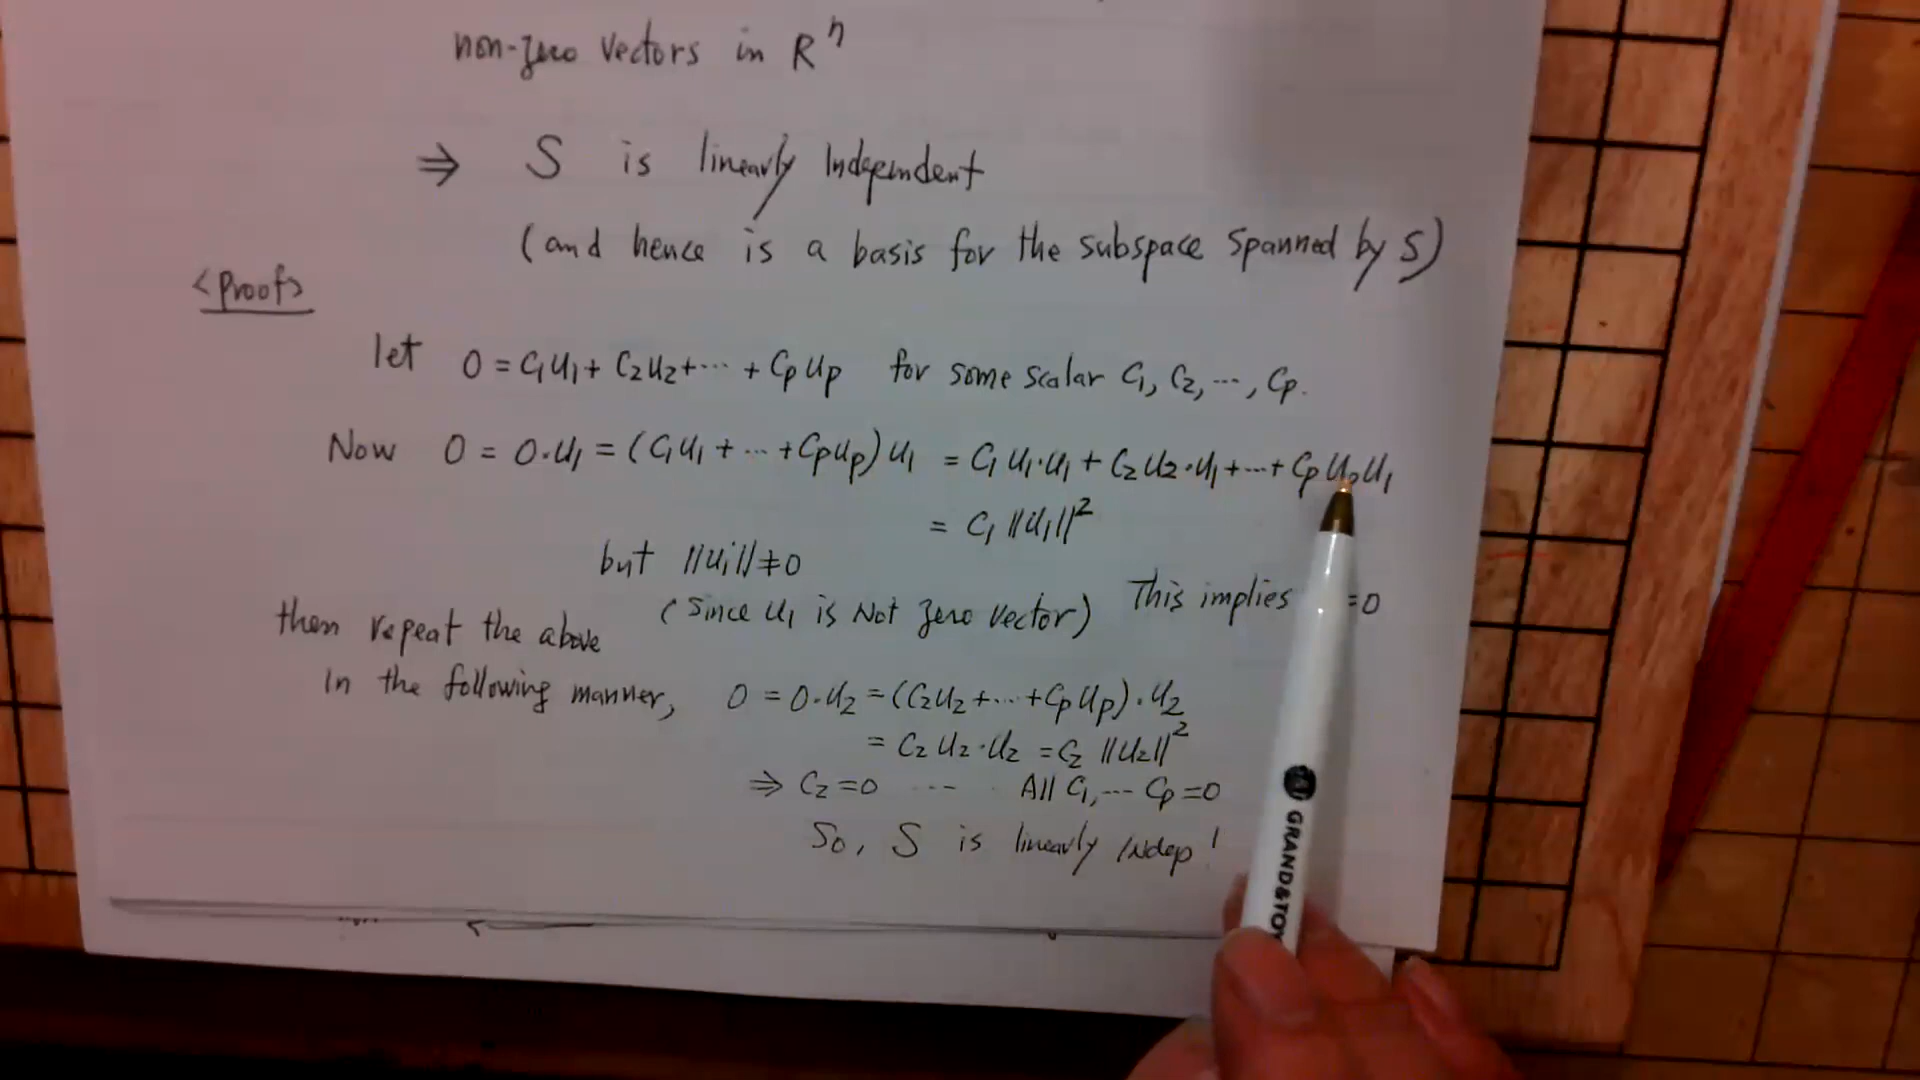 non-zero vectors in R^n
⇒ S is linearly Independent
(and hence is a basis for the subspace spanned by S)
<Proof>
let 0 = C₁U₁ + C₂U₂ + ··· + CpUp for some scalar C₁, C₂, ···, Cp.
Now 0 = 0·U₁ = (C₁U₁ + ··· + CpUp) U₁ = C₁ U₁·U₁ + C₂ U₂·U₁ + ··· + Cp Up U₁
= C₁ ||U₁||²
but ||U₁|| ≠ 0
(Since U₁ is Not Zero Vector) This implies =0
then repeat the above
In the following manner, 0 = 0·U₂ = (C₂U₂ + ··· + CpUp)·U₂
= C₂ U₂·U₂ = C₂ ||U₂||²
⇒ C₂ = 0 ··· All C₁, ··· Cp = 0
So, S is linearly Indep!
GRAND&TOY